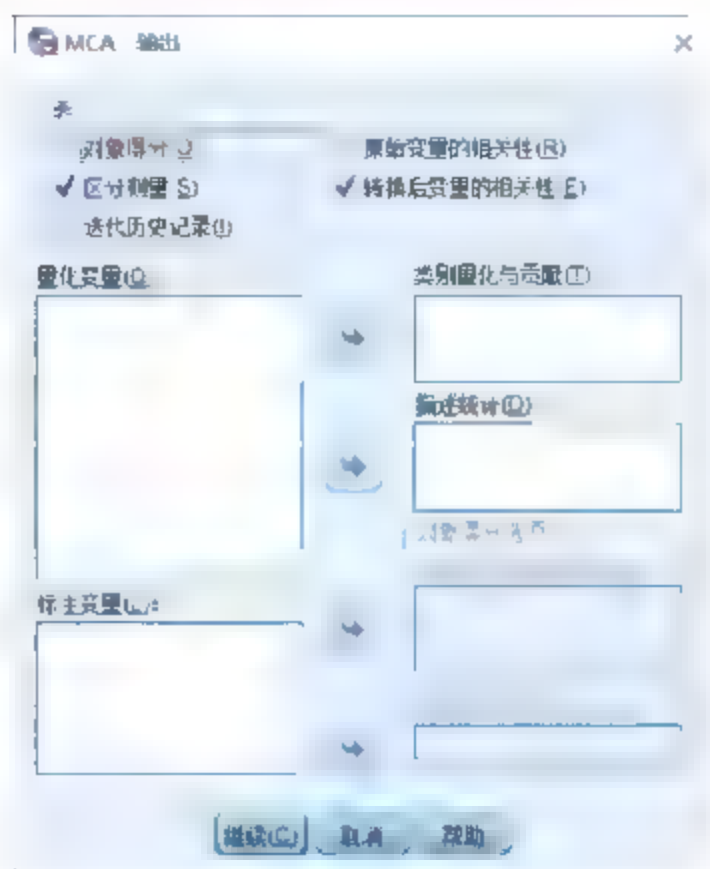 MCA 输出
表
对象得分
原始变量的相关性(R)
区分测量 S)
转换后变量的相关性 E)
迭代历史记录(I)
量化变量(Q
类别量化与贡献(T)
描述统计(D)
标注变量(L):
继续(C)
取消
帮助